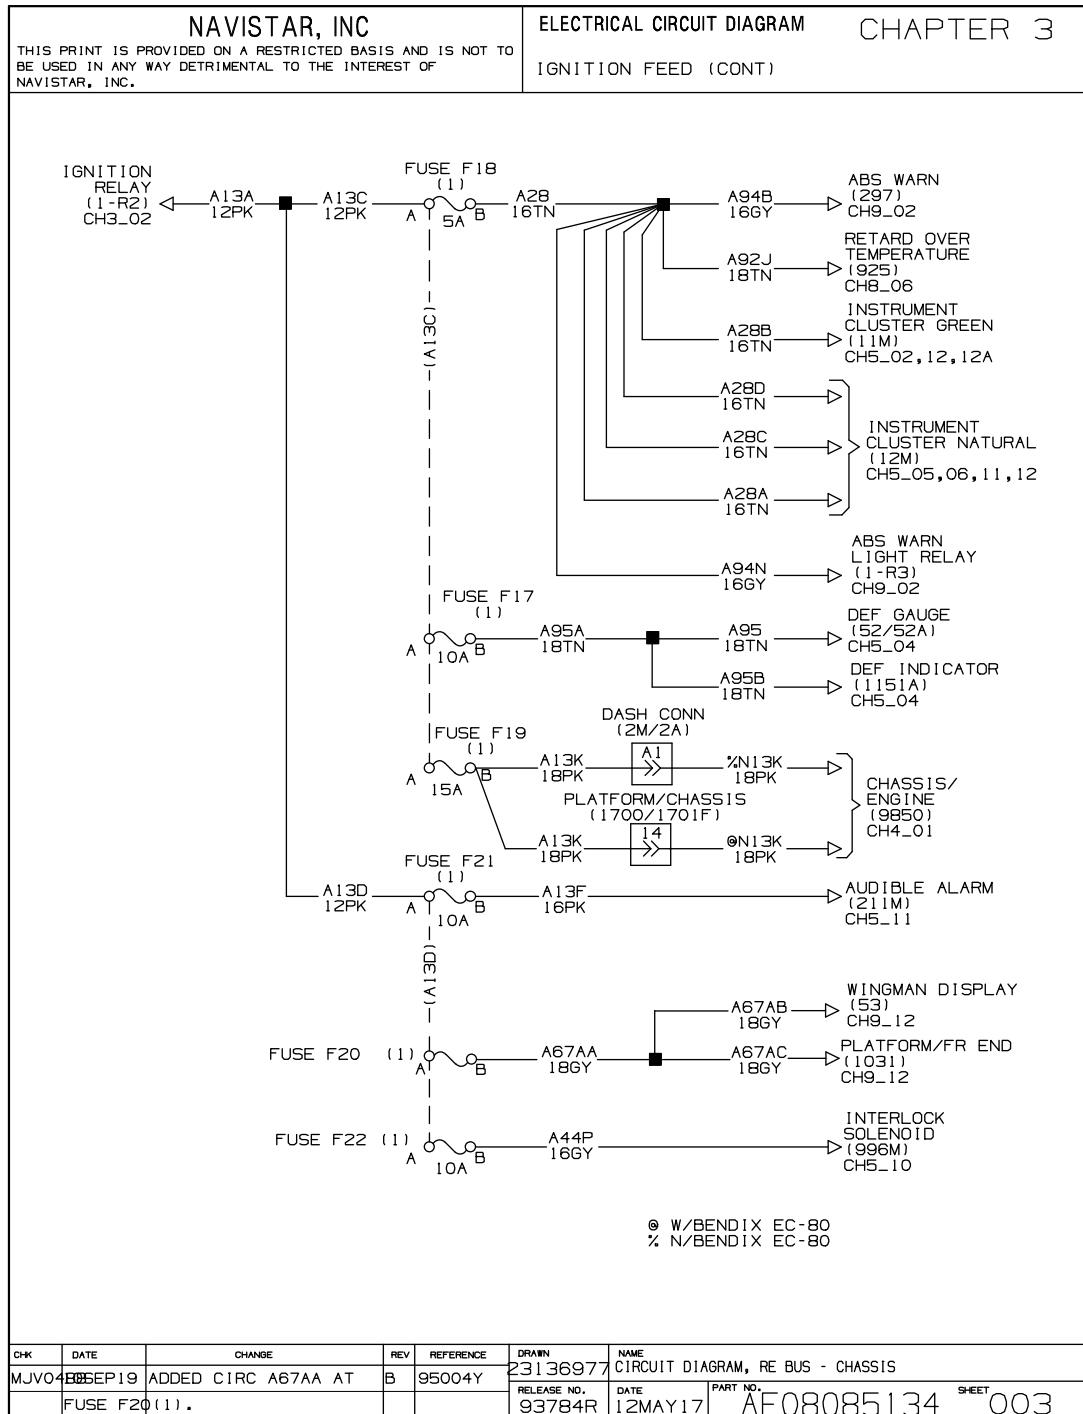 NAVISTAR, INC
THIS PRINT IS PROVIDED ON A RESTRICTED BASIS AND IS NOT TO
BE USED IN ANY WAY DETRIMENTAL TO THE INTEREST OF
NAVISTAR, INC.
ELECTRICAL CIRCUIT DIAGRAM
CHAPTER 3
IGNITION FEED (CONT)
IGNITION
RELAY
(1-R2)
CH3_02
A13A
12PK
A13C
12PK
FUSE F18
(1)
A
5A
B
A28
16TN
A94B
16GY
ABS WARN
(297)
CH9_02
A92J
18TN
RETARD OVER
TEMPERATURE
(925)
CH8_06
(A13C)
A28B
16TN
INSTRUMENT
CLUSTER GREEN
(11M)
CH5_02,12,12A
A28D
16TN
A28C
16TN
A28A
16TN
INSTRUMENT
CLUSTER NATURAL
(12M)
CH5_05,06,11,12
A94N
16GY
ABS WARN
LIGHT RELAY
(1-R3)
CH9_02
FUSE F17
(1)
A
10A
B
A95A
18TN
A95
18TN
DEF GAUGE
(52/52A)
CH5_04
A95B
18TN
DEF INDICATOR
(1151A)
CH5_04
FUSE F19
(1)
A
15A
B
A13K
18PK
DASH CONN
(2M/2A)
A1
%N13K
18PK
PLATFORM/CHASSIS
(1700/1701F)
A13K
18PK
14
@N13K
18PK
CHASSIS/
ENGINE
(9850)
CH4_01
A13D
12PK
FUSE F21
(1)
A
10A
B
A13F
16PK
AUDIBLE ALARM
(211M)
CH5_11
(A13D)
FUSE F20 (1)
A
B
A67AA
18GY
A67AB
18GY
WINGMAN DISPLAY
(53)
CH9_12
A67AC
18GY
PLATFORM/FR END
(1031)
CH9_12
FUSE F22 (1)
A
10A
B
A44P
16GY
INTERLOCK
SOLENOID
(996M)
CH5_10
@ W/BENDIX EC-80
% N/BENDIX EC-80
CHK DATE CHANGE REV REFERENCE
ADDED CIRC A67AA AT B 95004Y
FUSE F20(1).
DRAWN
23136977
NAME
CIRCUIT DIAGRAM, RE BUS - CHASSIS
RELEASE NO.
93784R
DATE
12MAY17
PART NO.
AF08085134
SHEET
003